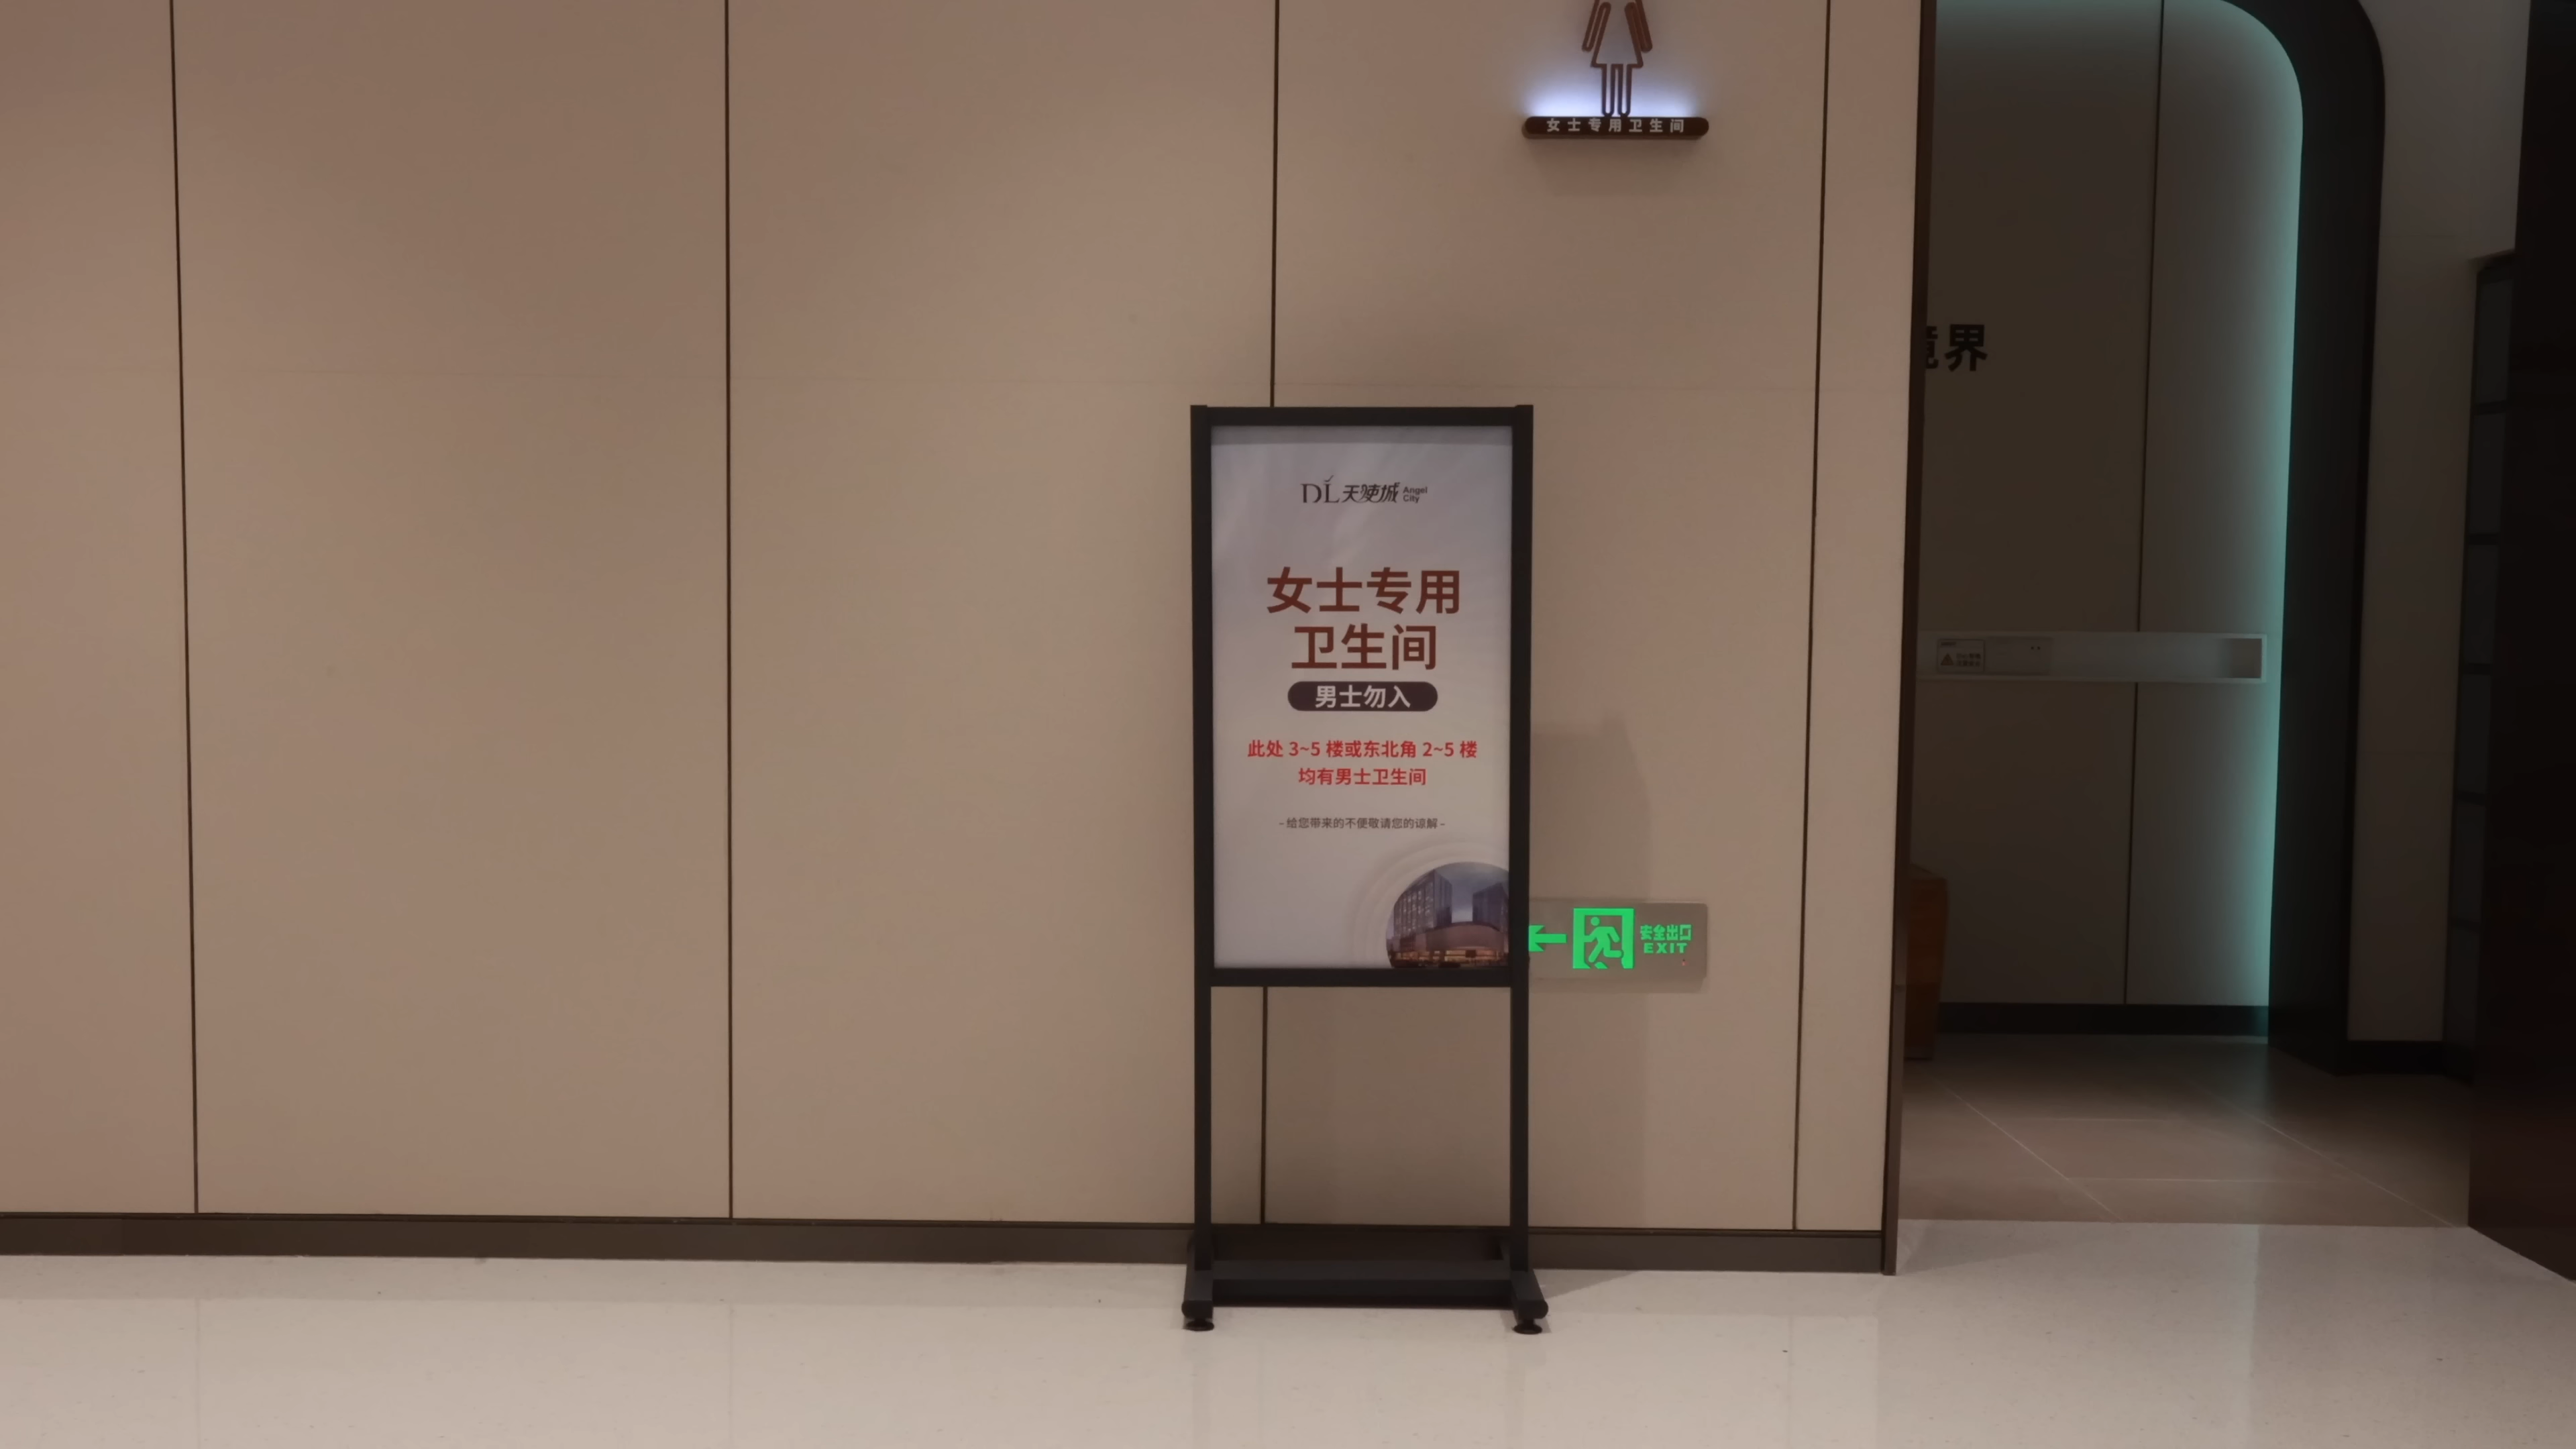 女士专用卫生间
界
DL天使城 Angel City
女士专用
卫生间
男士勿入
此处 3~5 楼或东北角 2~5 楼
均有男士卫生间
-给您带来的不便敬请您的谅解-
安全出口
EXIT